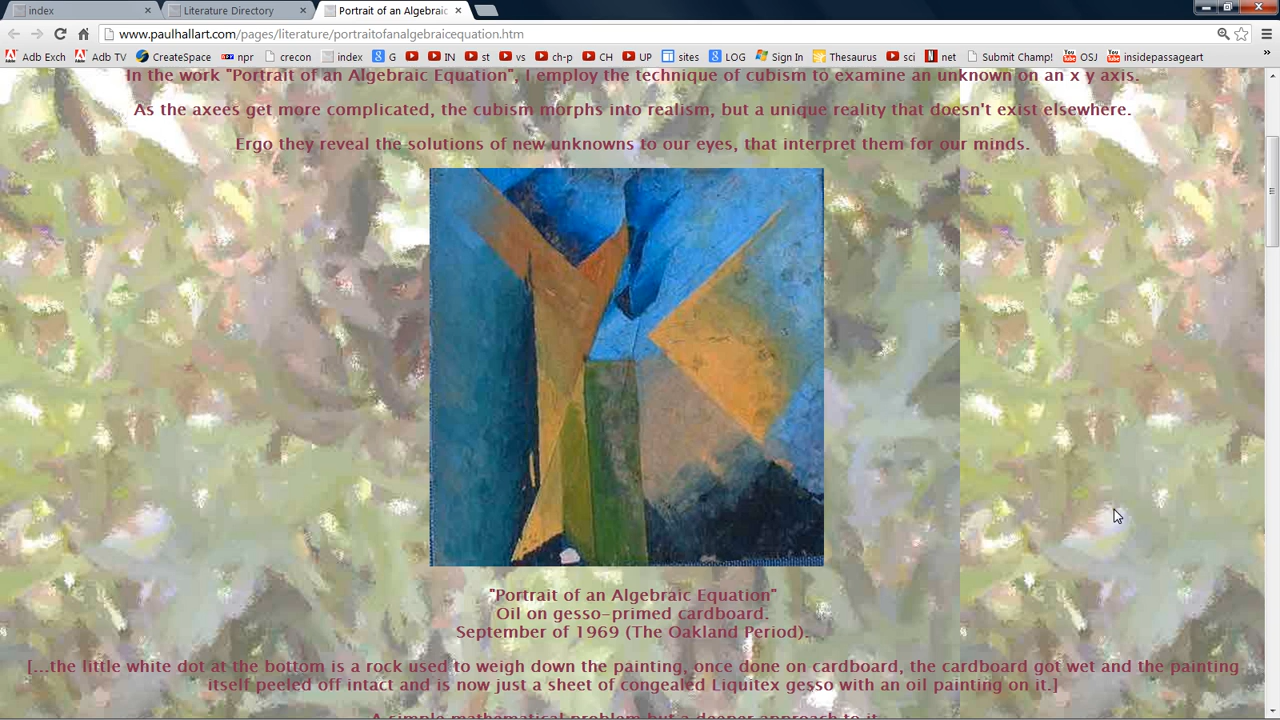 index
Literature Directory
Portrait of an Algebraic
www.paulhallart.com/pages/literature/portraitofanalgebraicequation.htm
Adb Exch Adb TV CreateSpace npr crecon index G IN st vs ch-p CH UP sites LOG Sign In Thesaurus sci net Submit Champ! OSJ insidepassageart
In the work "Portrait of an Algebraic Equation", I employ the technique of cubism to examine an unknown on an x y axis.
As the axees get more complicated, the cubism morphs into realism, but a unique reality that doesn't exist elsewhere.
Ergo they reveal the solutions of new unknowns to our eyes, that interpret them for our minds.
"Portrait of an Algebraic Equation"
Oil on gesso-primed cardboard.
September of 1969 (The Oakland Period).
[...the little white dot at the bottom is a rock used to weigh down the painting, once done on cardboard, the cardboard got wet and the painting
itself peeled off intact and is now just a sheet of congealed Liquitex gesso with an oil painting on it.]
A simple mathematical problem but a deeper approach to it